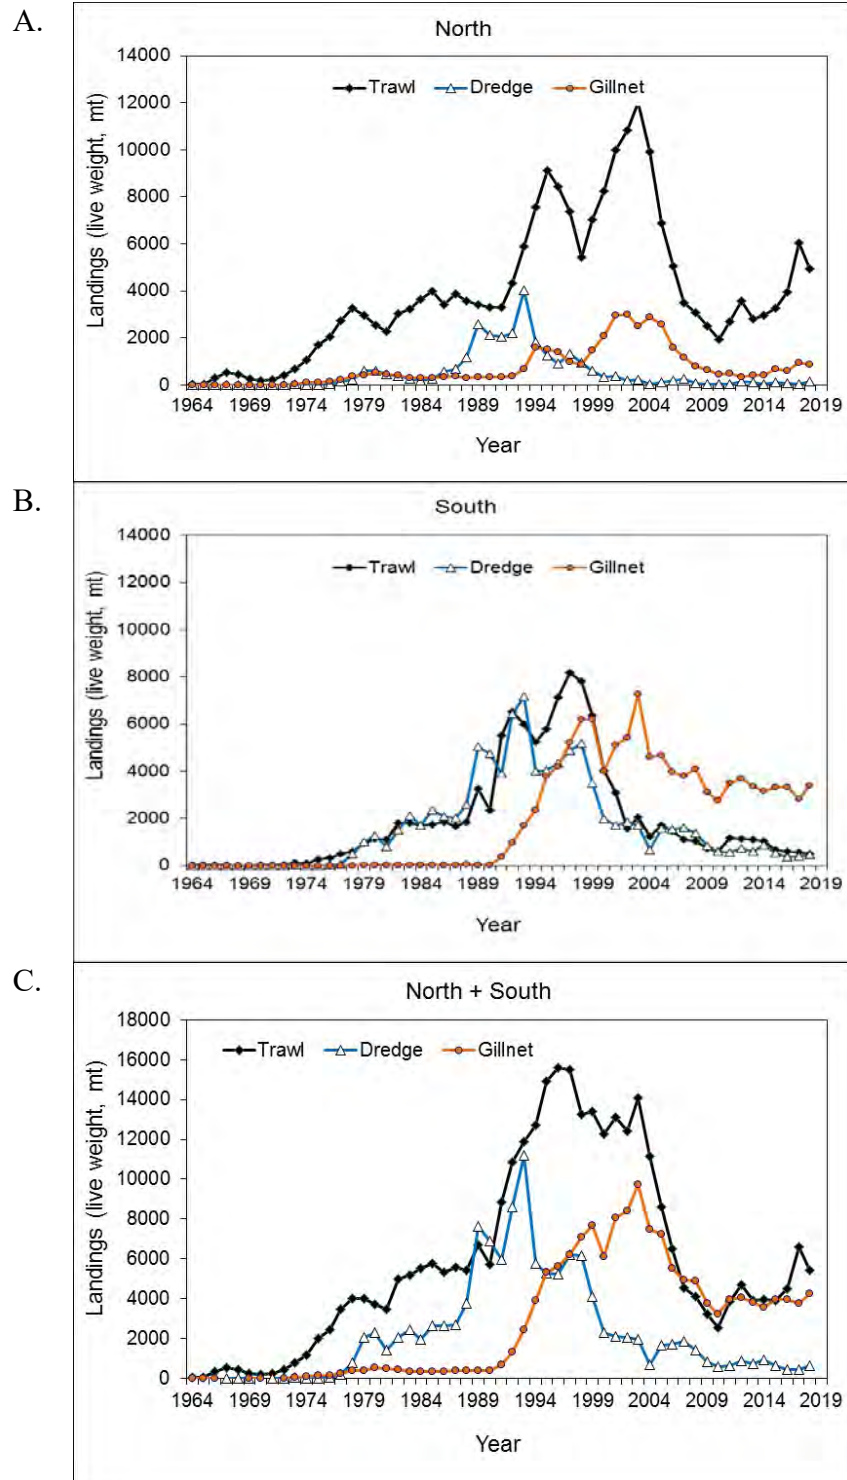 A.
North
Trawl Dredge Gillnet
14000
12000
10000
8000
6000
4000
2000
0
Landings (live weight, mt)
1964 1969 1974 1979 1984 1989 1994 1999 2004 2009 2014 2019
Year
B.
South
Trawl Dredge Gillnet
14000
12000
10000
8000
6000
4000
2000
0
Landings (live weight, mt)
1964 1969 1974 1979 1984 1989 1994 1999 2004 2009 2014 2019
Year
C.
North + South
Trawl Dredge Gillnet
18000
16000
14000
12000
10000
8000
6000
4000
2000
0
Landings (live weight, mt)
1964 1969 1974 1979 1984 1989 1994 1999 2004 2009 2014 2019
Year